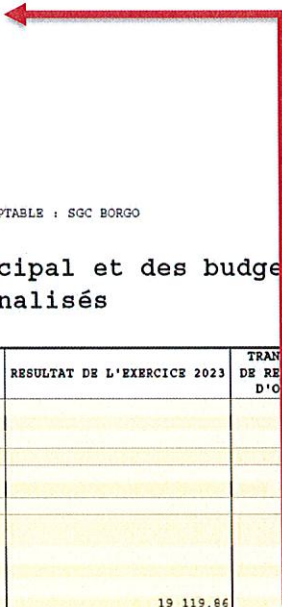 PTABLE : SGC BORGO
cipal et des budge
nalisés
RESULTAT DE L'EXERCICE 2023
TRAN
DE RE
D'O
19 119.86